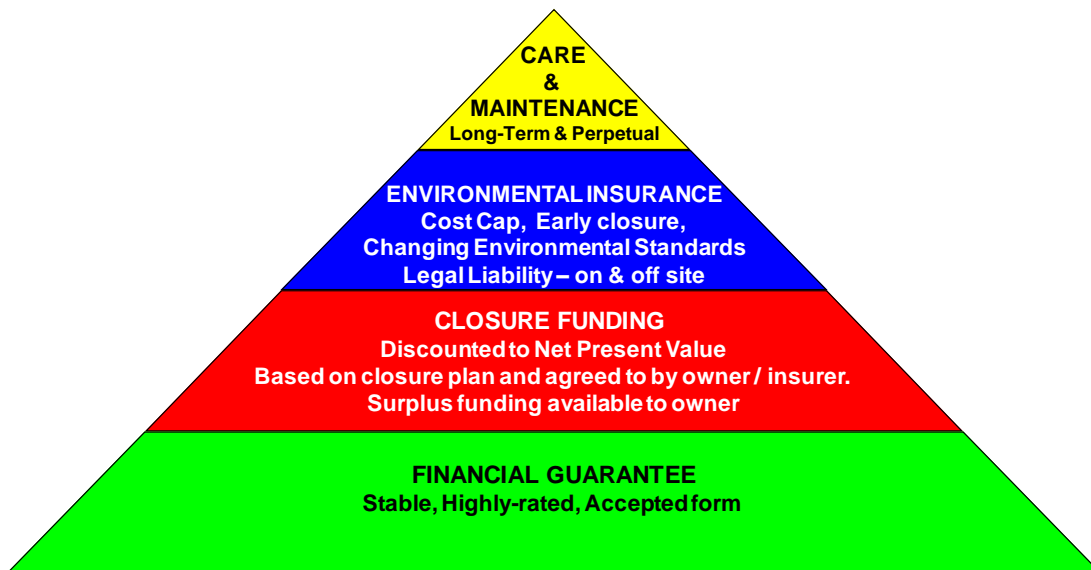 CARE
&
MAINTENANCE
Long-Term & Perpetual
ENVIRONMENTAL INSURANCE
Cost Cap, Early closure,
Changing Environmental Standards
Legal Liability – on & off site
CLOSURE FUNDING
Discounted to Net Present Value
Based on closure plan and agreed to by owner / insurer.
Surplus funding available to owner
FINANCIAL GUARANTEE
Stable, Highly-rated, Accepted form